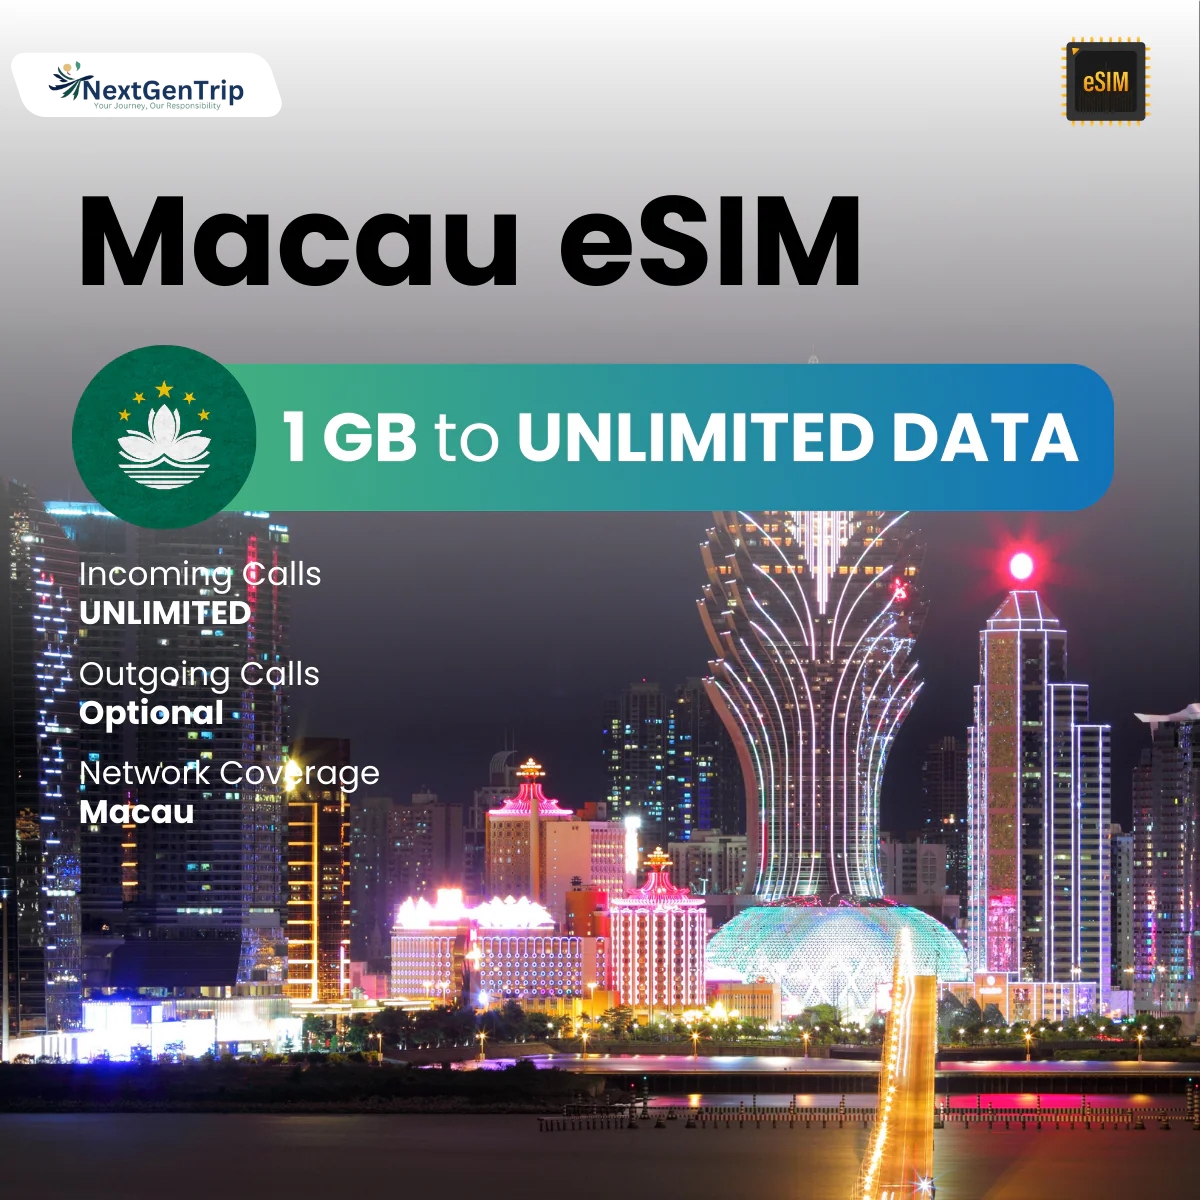 NextGenTrip
Your Journey, Our Responsibility
eSIM
Macau eSIM
1 GB to UNLIMITED DATA
Incoming Calls
UNLIMITED
Outgoing Calls
Optional
Network Coverage
Macau